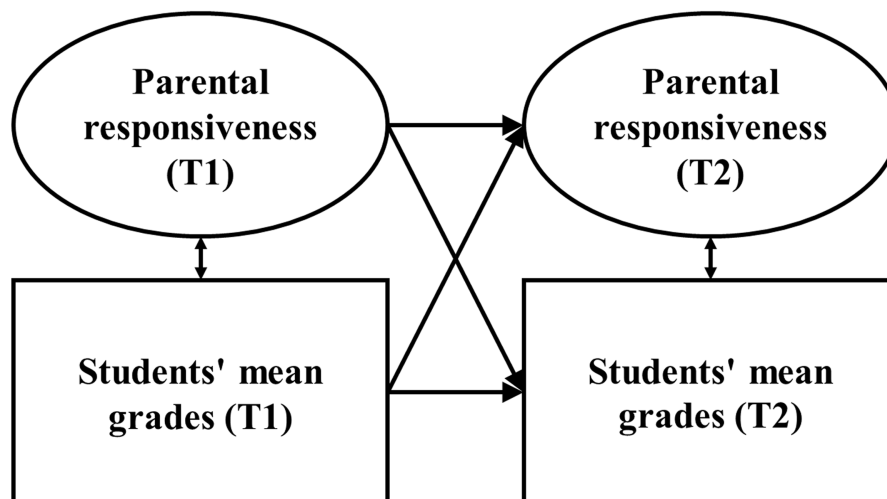 Parental
responsiveness
(T1)
Parental
responsiveness
(T2)
Students' mean
grades (T1)
Students' mean
grades (T2)